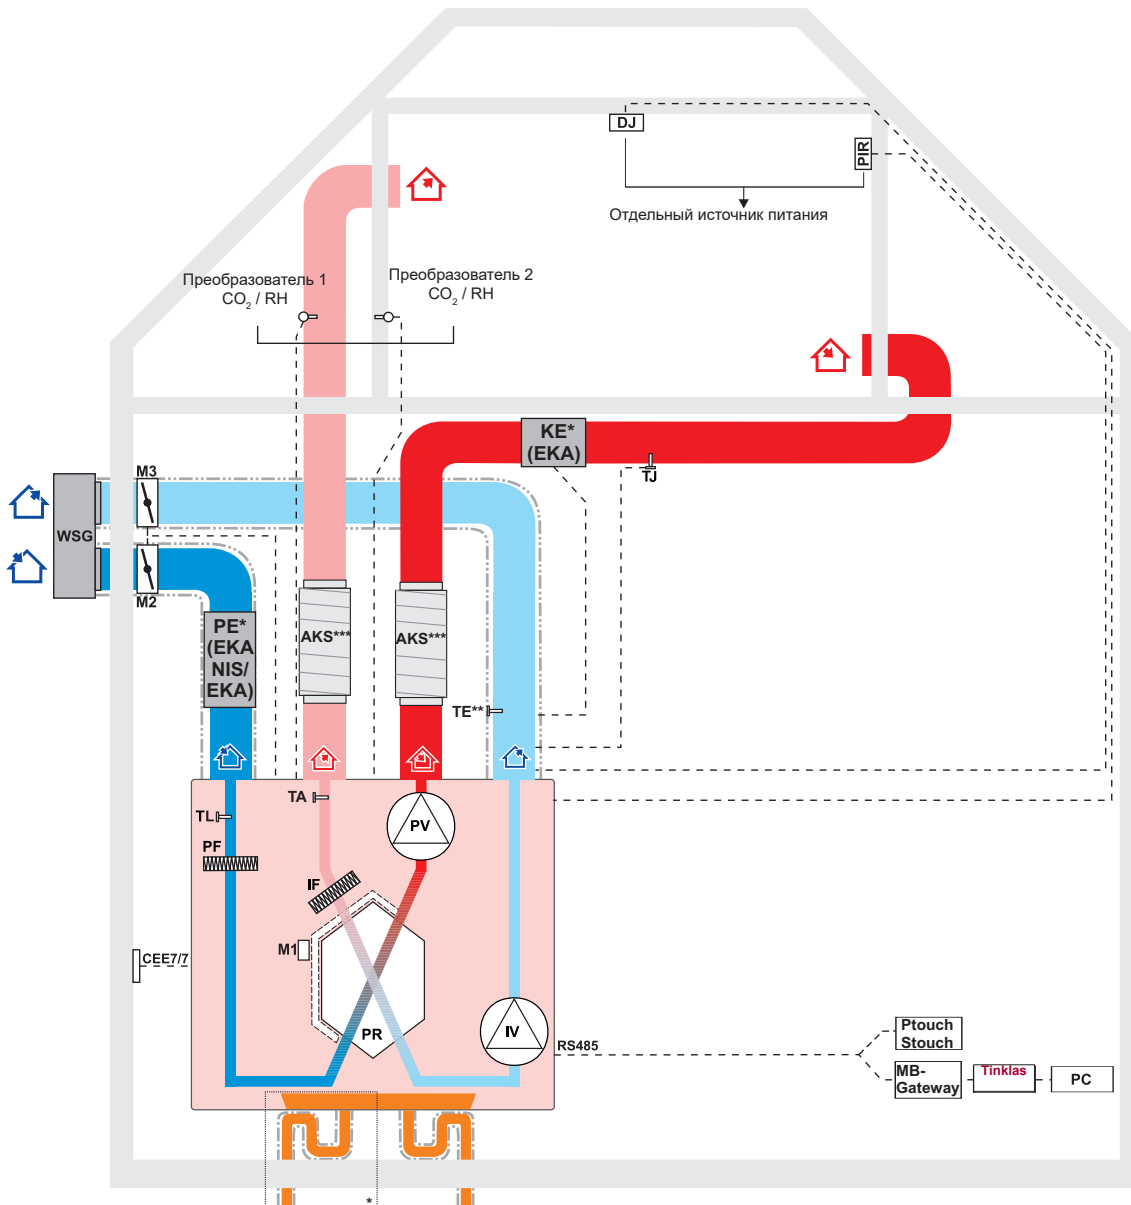 DJ
PIR
Отдельный источник питания
Преобразователь 1
CO₂ / RH
Преобразователь 2
CO₂ / RH
KE*
(EKA)
TJ
M3
WSG
M2
PE*
(EKA
NIS/
EKA)
AKS***
AKS***
TE**
TA
TL
PV
PF
IF
M1
CEE7/7
PR
IV
RS485
Ptouch
Stouch
MB-
Gateway
Tinklas
PC
*